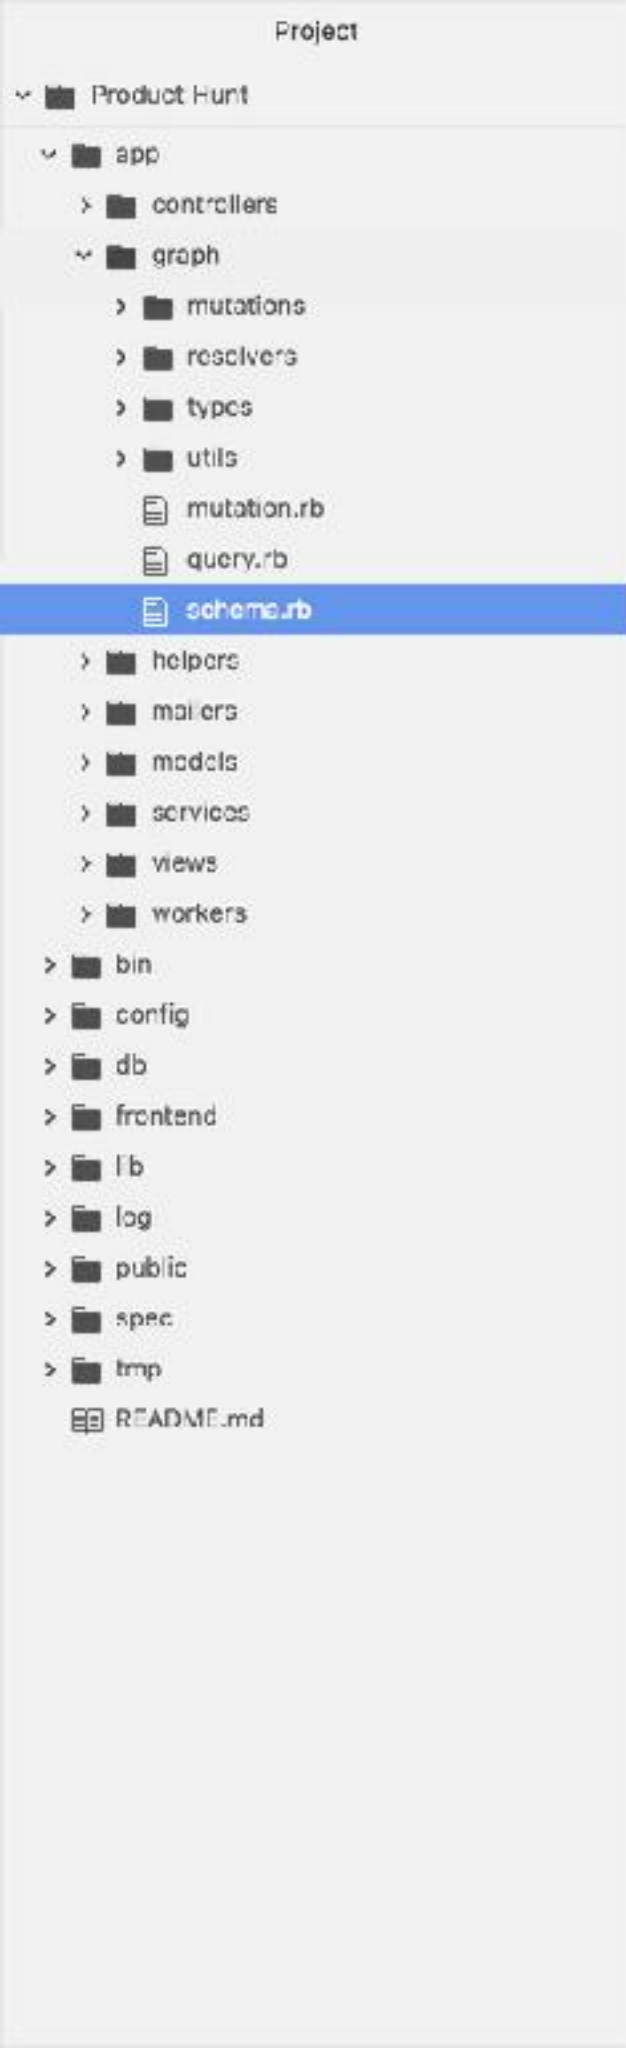 Project
Product Hunt
app
controllers
graph
mutations
resolvers
types
utils
mutation.rb
query.rb
schema.rb
helpers
mailers
models
services
views
workers
bin
config
db
frontend
lib
log
public
spec
tmp
README.md